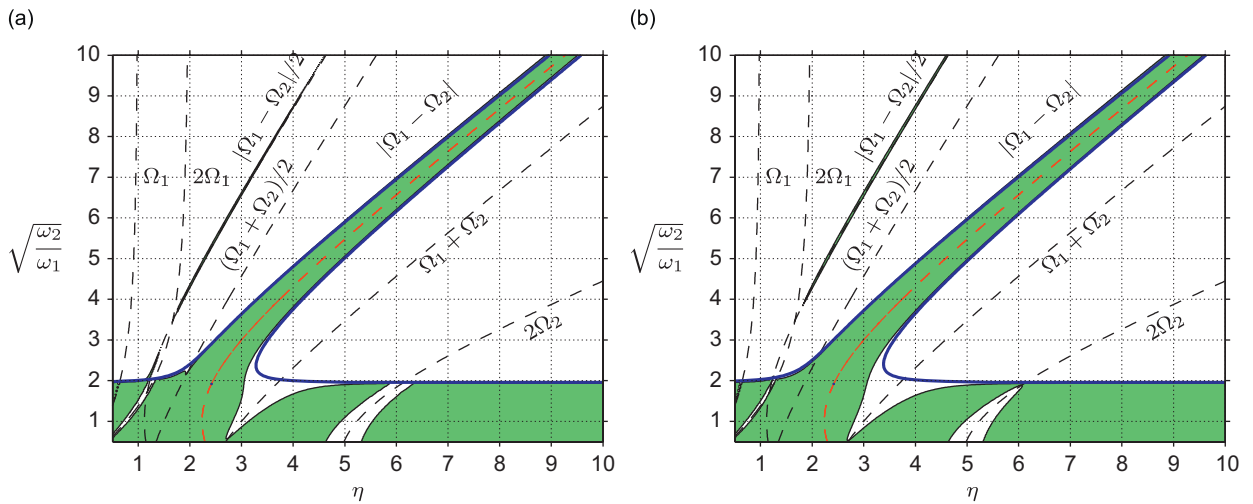 (a)
10
9
8
7
6
5
4
3
2
1
√(ω₂/ω₁)
Ω₁
2Ω₁
|Ω₁ − Ω₂|/2
(Ω₁ + Ω₂)/2
|Ω₁ − Ω₂|
Ω₁ + Ω₂
2Ω₂
1 2 3 4 5 6 7 8 9 10
η
(b)
10
9
8
7
6
5
4
3
2
1
√(ω₂/ω₁)
Ω₁
2Ω₁
|Ω₁ − Ω₂|/2
(Ω₁ + Ω₂)/2
|Ω₁ − Ω₂|
Ω₁ + Ω₂
2Ω₂
1 2 3 4 5 6 7 8 9 10
η